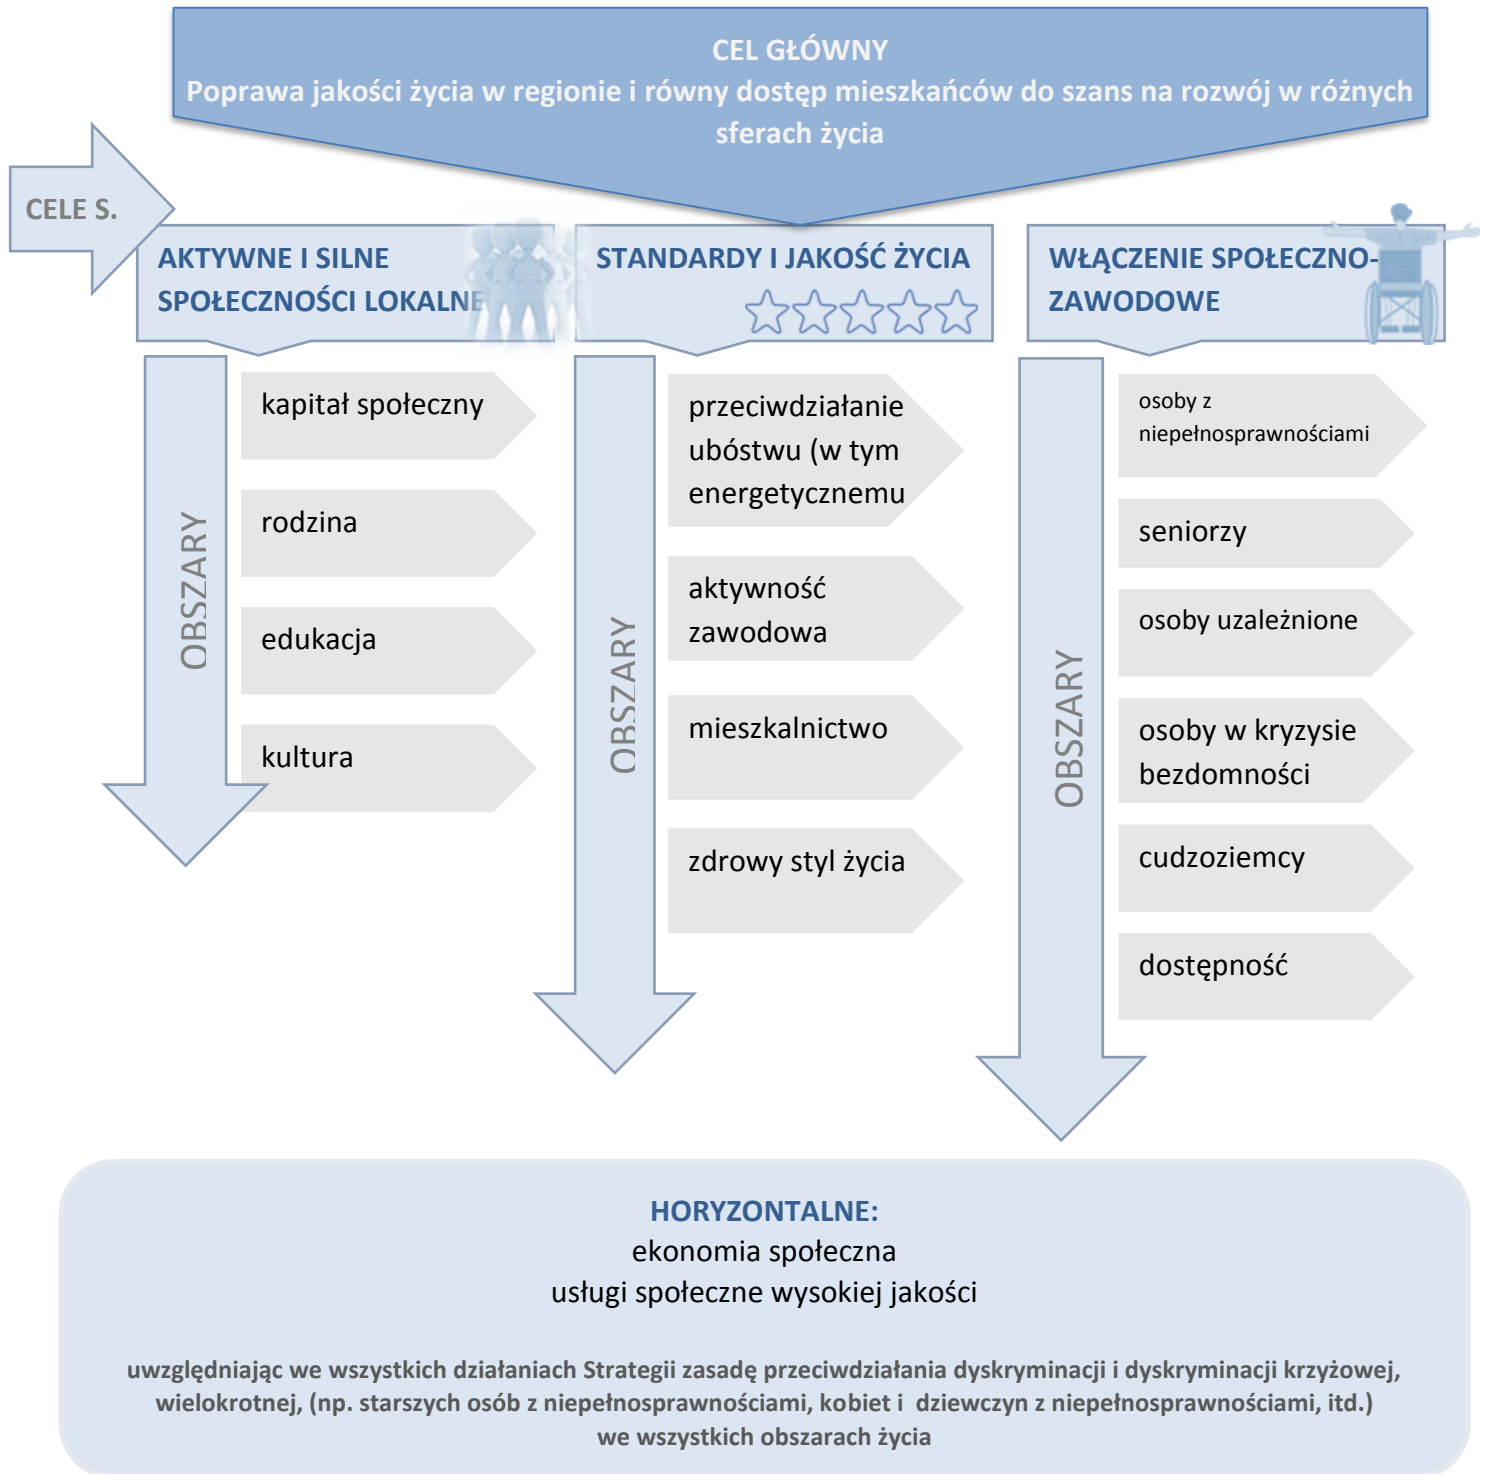 CEL GŁÓWNY
Poprawa jakości życia w regionie i równy dostęp mieszkańców do szans na rozwój w różnych
sferach życia
CELE S.
AKTYWNE I SILNE
SPOŁECZNOŚCI LOKALNE
OBSZARY
kapitał społeczny
rodzina
edukacja
kultura
STANDARDY I JAKOŚĆ ŻYCIA
OBSZARY
przeciwdziałanie
ubóstwu (w tym
energetycznemu
aktywność
zawodowa
mieszkalnictwo
zdrowy styl życia
WŁĄCZENIE SPOŁECZNO-
ZAWODOWE
OBSZARY
osoby z
niepełnosprawnościami
seniorzy
osoby uzależnione
osoby w kryzysie
bezdomności
cudzoziemcy
dostępność
HORYZONTALNE:
ekonomia społeczna
usługi społeczne wysokiej jakości
uwzględniając we wszystkich działaniach Strategii zasadę przeciwdziałania dyskryminacji i dyskryminacji krzyżowej,
wielokrotnej, (np. starszych osób z niepełnosprawnościami, kobiet i dziewczyn z niepełnosprawnościami, itd.)
we wszystkich obszarach życia